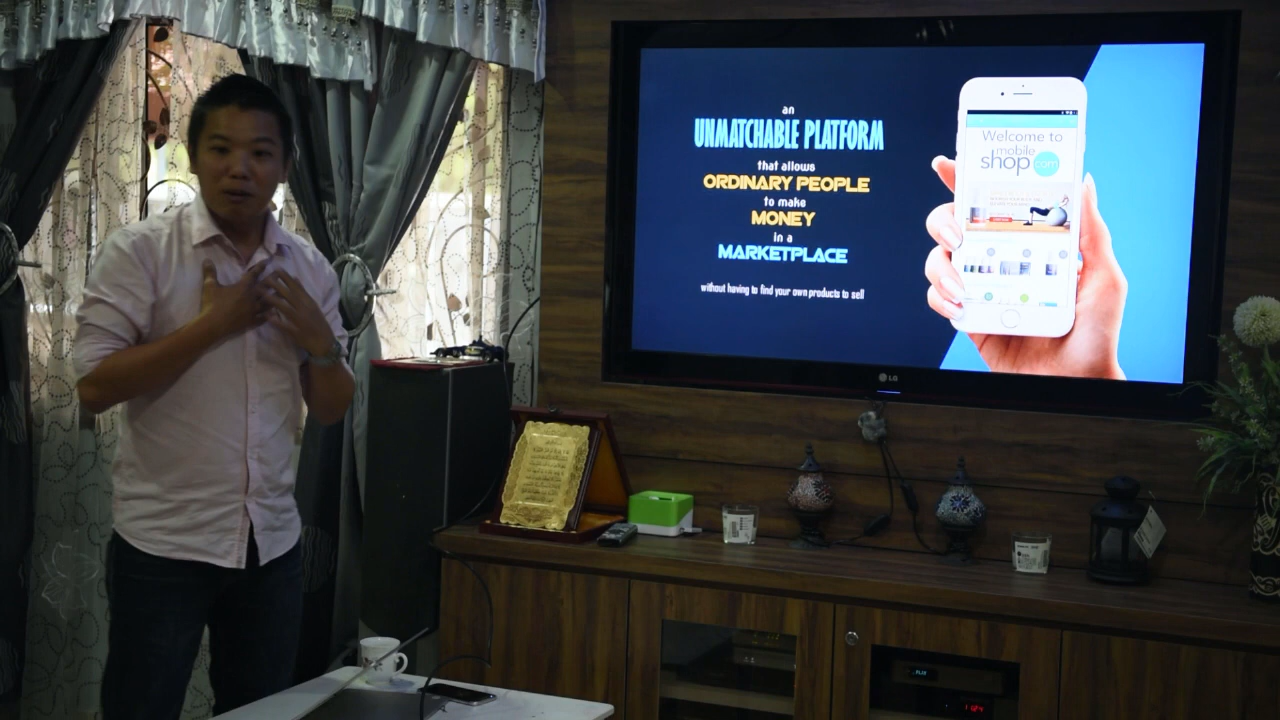 an
UNMATCHABLE PLATFORM
that allows
ORDINARY PEOPLE
to make
MONEY
in a
MARKETPLACE
without having to find your own products to sell
Welcome to
mobile
shop.com
LG